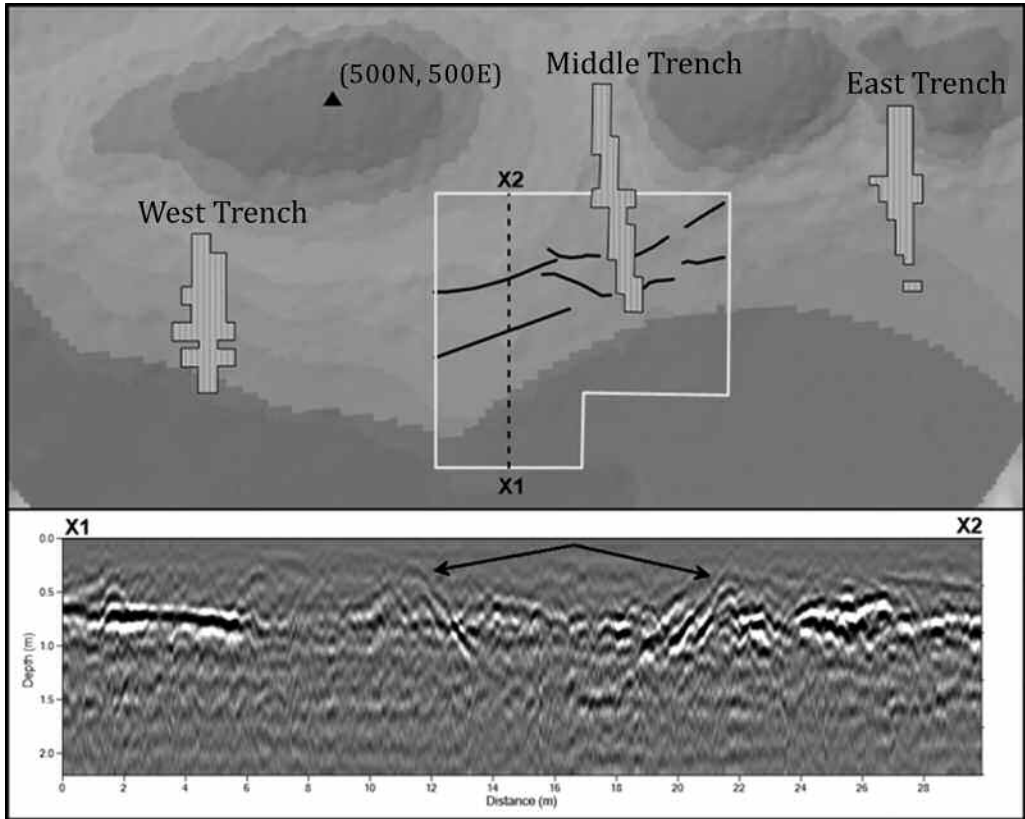 Middle Trench
(500N, 500E)
East Trench
X2
West Trench
X1
X1
X2
0.0
0.5
1.0
1.5
2.0
Depth (m)
0 2 4 6 8 10 12 14 16 18 20 22 24 26 28
Distance (m)